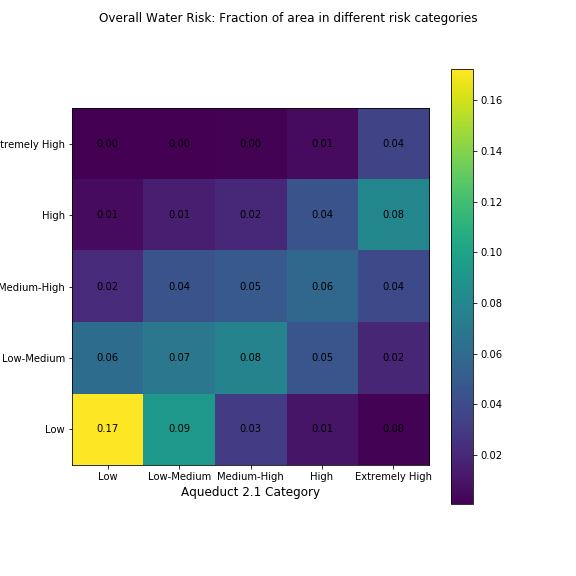 Overall Water Risk: Fraction of area in different risk categories
tremely High 0.00 0.00 0.00 0.01 0.04
High 0.01 0.01 0.02 0.04 0.08
Medium-High 0.02 0.04 0.05 0.06 0.04
Low-Medium 0.06 0.07 0.08 0.05 0.02
Low 0.17 0.09 0.03 0.01 0.00
Low Low-Medium Medium-High High Extremely High
Aqueduct 2.1 Category
0.16
0.14
0.12
0.10
0.08
0.06
0.04
0.02